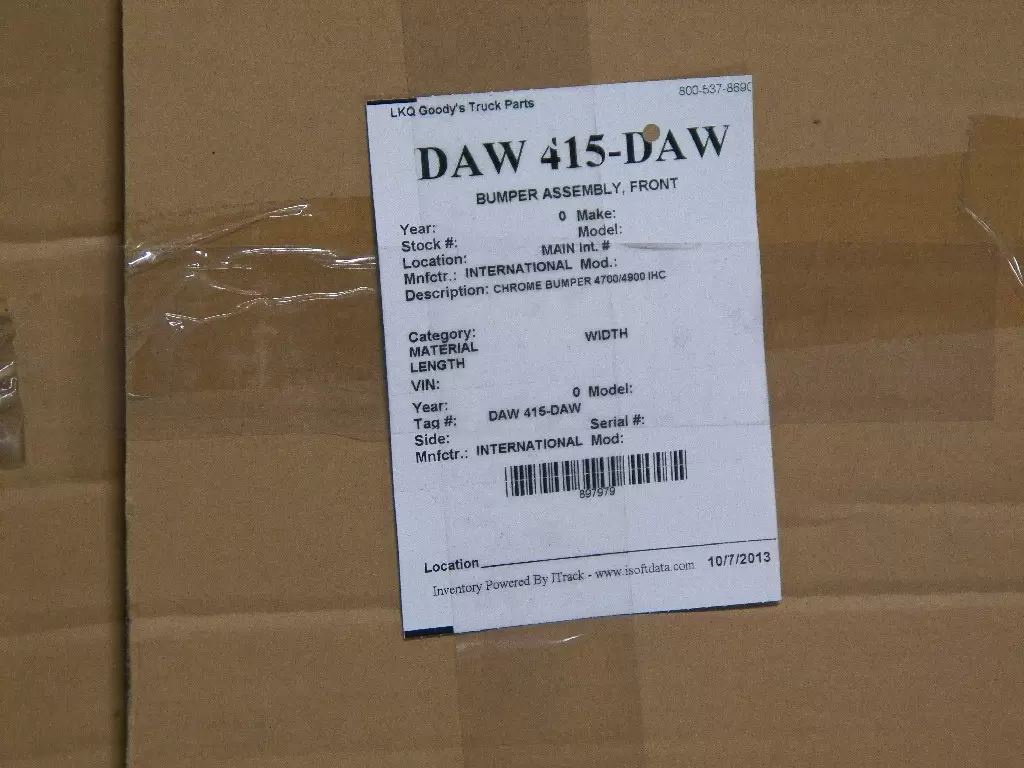 LKQ Goody's Truck Parts 800-537-8690
DAW 415-DAW
BUMPER ASSEMBLY, FRONT
Year: 0 Make:
Stock #: Model:
Location: MAIN Int. #
Mnfctr.: INTERNATIONAL Mod.:
Description: CHROME BUMPER 4700/4900 IHC
Category:
MATERIAL WIDTH
LENGTH
VIN:
Year: 0 Model:
Tag #: DAW 415-DAW
Side: Serial #:
Mnfctr.: INTERNATIONAL Mod:
897979
Location
Inventory Powered By ITrack - www.isoftdata.com 10/7/2013